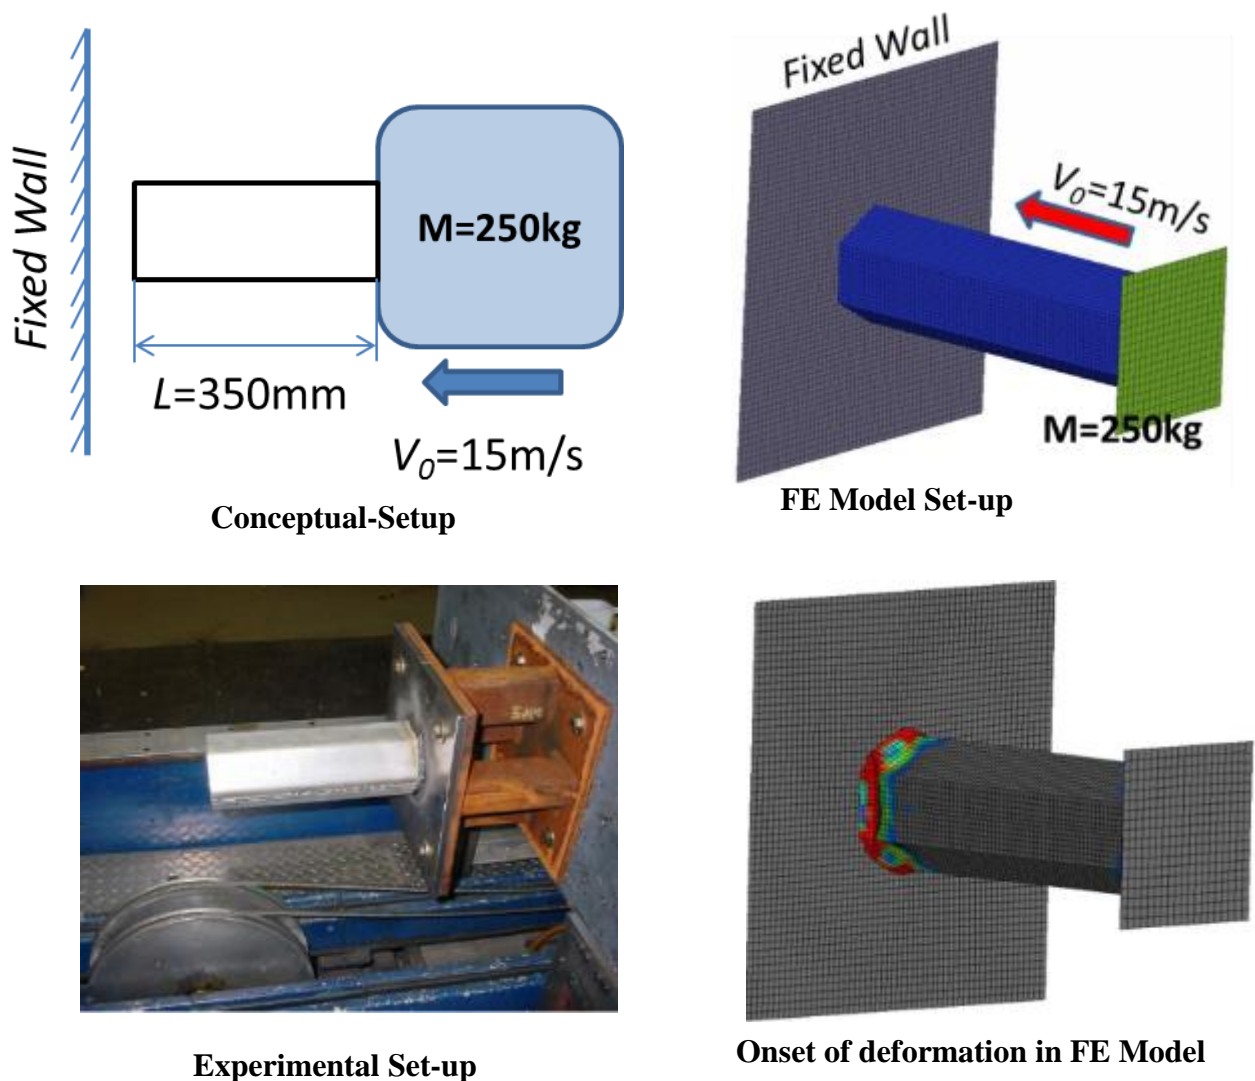 Fixed Wall
M=250kg
L=350mm
V₀=15m/s
Conceptual-Setup
Fixed Wall
V₀=15m/s
M=250kg
FE Model Set-up
Experimental Set-up
Onset of deformation in FE Model